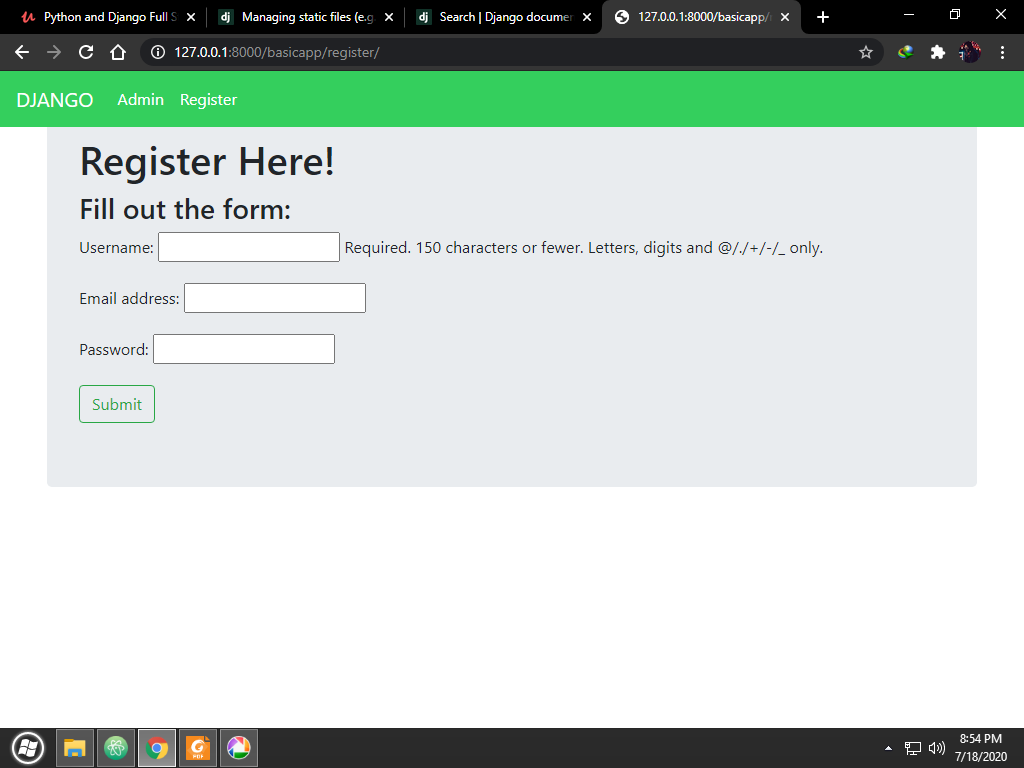 Python and Django Full S
Managing static files (e.g.
Search | Django documen
127.0.0.1:8000/basicapp/
127.0.0.1:8000/basicapp/register/
DJANGO Admin Register
Register Here!
Fill out the form:
Username: Required. 150 characters or fewer. Letters, digits and @/./+/-/_ only.
Email address:
Password:
Submit
8:54 PM
7/18/2020